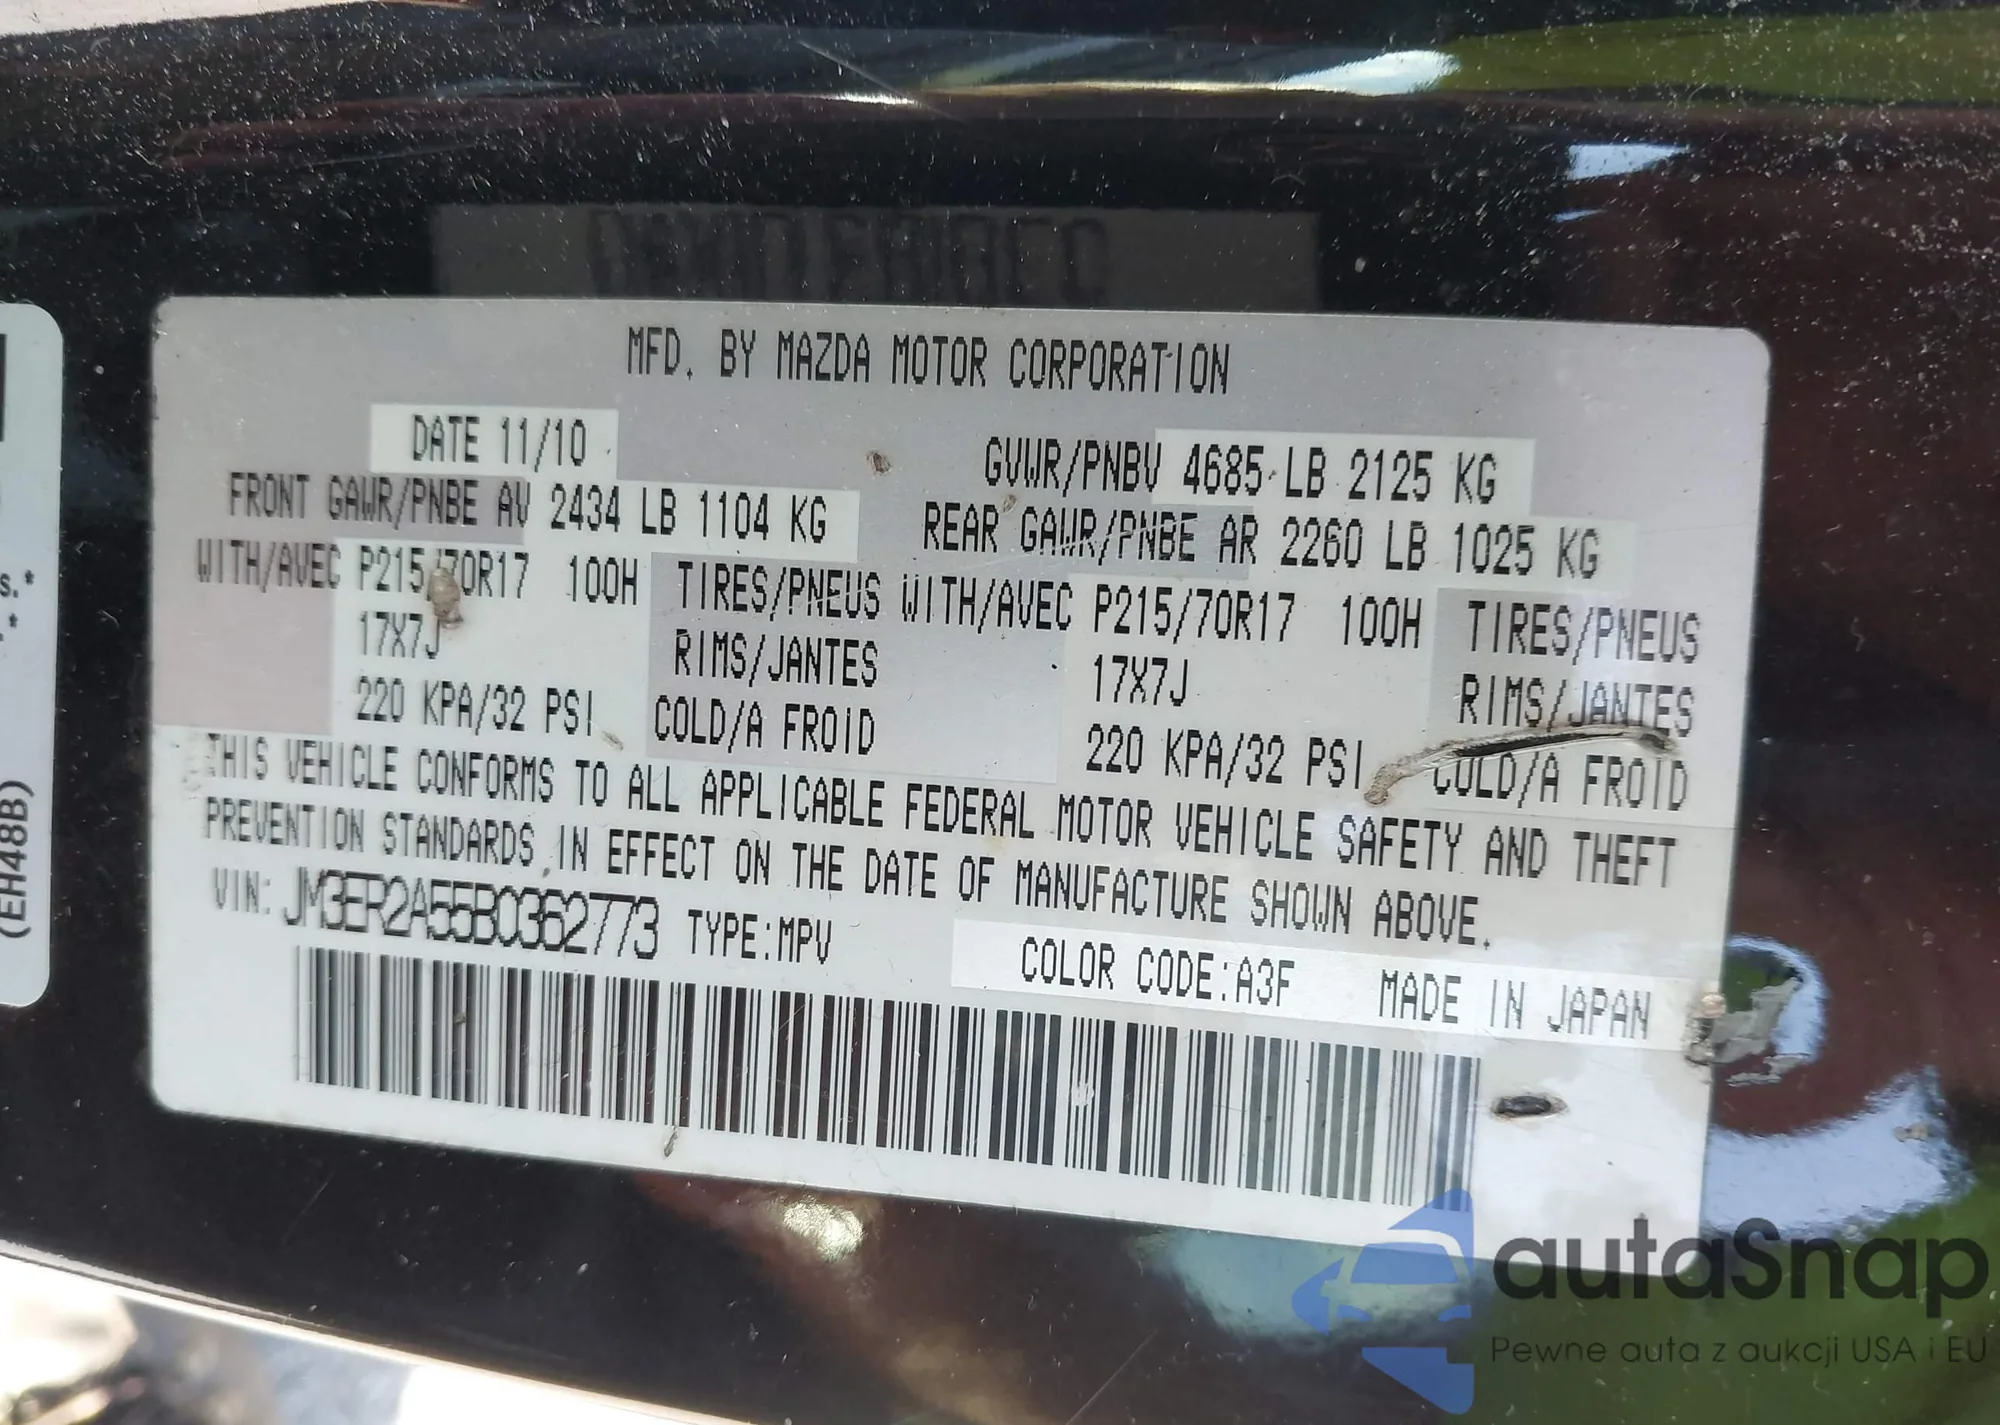 MFD. BY MAZDA MOTOR CORPORATION
DATE 11/10
GVWR/PNBV 4685 LB 2125 KG
FRONT GAWR/PNBE AV 2434 LB 1104 KG
REAR GAWR/PNBE AR 2260 LB 1025 KG
WITH/AVEC P215/70R17 100H TIRES/PNEUS WITH/AVEC P215/70R17 100H TIRES/PNEUS
17X7J RIMS/JANTES 17X7J RIMS/JANTES
220 KPA/32 PSI COLD/A FROID 220 KPA/32 PSI COLD/A FROID
THIS VEHICLE CONFORMS TO ALL APPLICABLE FEDERAL MOTOR VEHICLE SAFETY AND THEFT
PREVENTION STANDARDS IN EFFECT ON THE DATE OF MANUFACTURE SHOWN ABOVE.
VIN: JM3ER2A55B0362773 TYPE:MPV
COLOR CODE:A3F MADE IN JAPAN
(EH48B)
autaSnap
Pewne auta z aukcji USA i EU